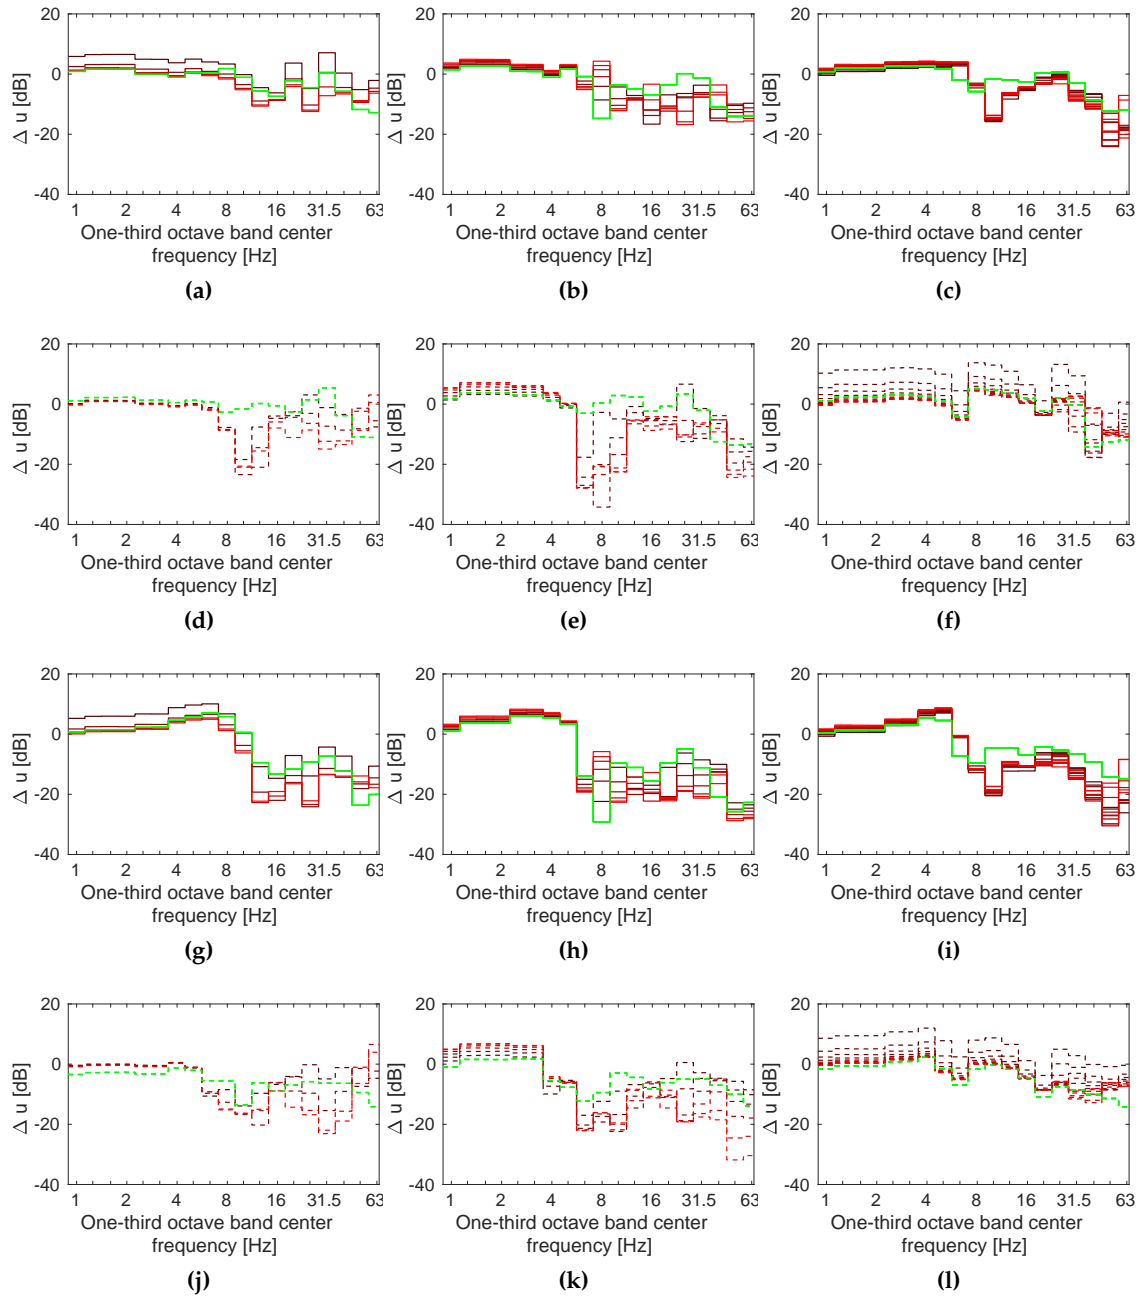 20 20 20
0 0 0
-20 -20 -20
-40 -40 -40
Δ u [dB] Δ u [dB] Δ u [dB]
1 2 4 8 16 31.5 63 1 2 4 8 16 31.5 63 1 2 4 8 16 31.5 63
One-third octave band center One-third octave band center One-third octave band center
frequency [Hz] frequency [Hz] frequency [Hz]
(a) (b) (c)
20 20 20
0 0 0
-20 -20 -20
-40 -40 -40
Δ u [dB] Δ u [dB] Δ u [dB]
1 2 4 8 16 31.5 63 1 2 4 8 16 31.5 63 1 2 4 8 16 31.5 63
One-third octave band center One-third octave band center One-third octave band center
frequency [Hz] frequency [Hz] frequency [Hz]
(d) (e) (f)
20 20 20
0 0 0
-20 -20 -20
-40 -40 -40
Δ u [dB] Δ u [dB] Δ u [dB]
1 2 4 8 16 31.5 63 1 2 4 8 16 31.5 63 1 2 4 8 16 31.5 63
One-third octave band center One-third octave band center One-third octave band center
frequency [Hz] frequency [Hz] frequency [Hz]
(g) (h) (i)
20 20 20
0 0 0
-20 -20 -20
-40 -40 -40
Δ u [dB] Δ u [dB] Δ u [dB]
1 2 4 8 16 31.5 63 1 2 4 8 16 31.5 63 1 2 4 8 16 31.5 63
One-third octave band center One-third octave band center One-third octave band center
frequency [Hz] frequency [Hz] frequency [Hz]
(j) (k) (l)